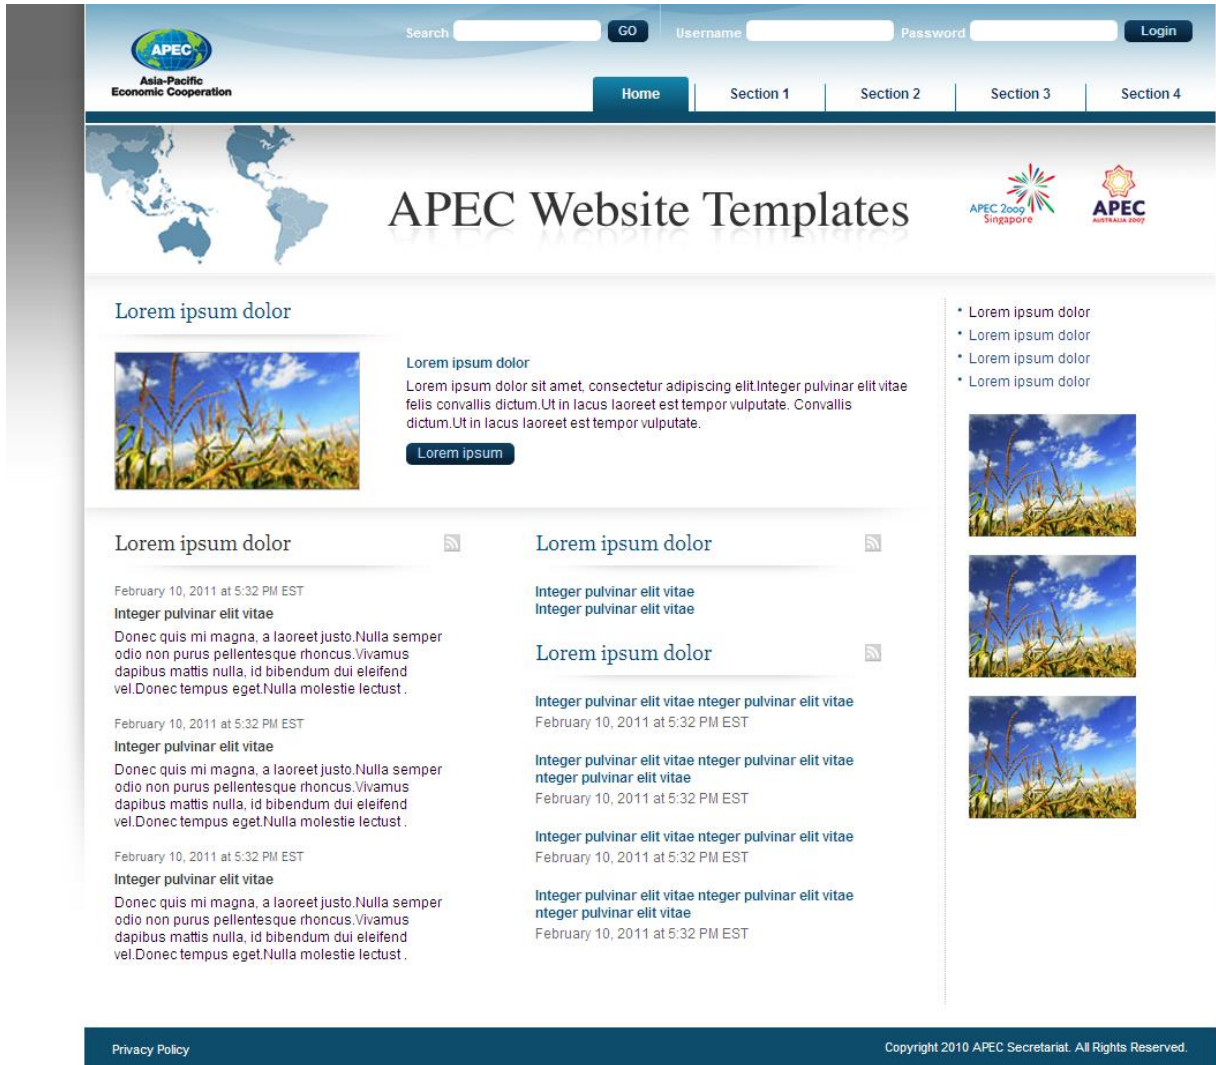 Search
GO
Username
Password
Login
APEC
Asia-Pacific
Economic Cooperation
Home
Section 1
Section 2
Section 3
Section 4
APEC Website Templates
APEC 2009
Singapore
APEC
AUSTRALIA 2007
Lorem ipsum dolor
Lorem ipsum dolor
Lorem ipsum dolor sit amet, consectetur adipiscing elit.Integer pulvinar elit vitae
felis convallis dictum.Ut in lacus laoreet est tempor vulputate. Convallis
dictum.Ut in lacus laoreet est tempor vulputate.
Lorem ipsum
Lorem ipsum dolor
February 10, 2011 at 5:32 PM EST
Integer pulvinar elit vitae
Donec quis mi magna, a laoreet justo.Nulla semper
odio non purus pellentesque rhoncus.Vivamus
dapibus mattis nulla, id bibendum dui eleifend
vel.Donec tempus eget.Nulla molestie lectust .
February 10, 2011 at 5:32 PM EST
Integer pulvinar elit vitae
Donec quis mi magna, a laoreet justo.Nulla semper
odio non purus pellentesque rhoncus.Vivamus
dapibus mattis nulla, id bibendum dui eleifend
vel.Donec tempus eget.Nulla molestie lectust .
February 10, 2011 at 5:32 PM EST
Integer pulvinar elit vitae
Donec quis mi magna, a laoreet justo.Nulla semper
odio non purus pellentesque rhoncus.Vivamus
dapibus mattis nulla, id bibendum dui eleifend
vel.Donec tempus eget.Nulla molestie lectust .
Lorem ipsum dolor
Integer pulvinar elit vitae
Integer pulvinar elit vitae
Lorem ipsum dolor
Integer pulvinar elit vitae nteger pulvinar elit vitae
February 10, 2011 at 5:32 PM EST
Integer pulvinar elit vitae nteger pulvinar elit vitae
nteger pulvinar elit vitae
February 10, 2011 at 5:32 PM EST
Integer pulvinar elit vitae nteger pulvinar elit vitae
February 10, 2011 at 5:32 PM EST
Integer pulvinar elit vitae nteger pulvinar elit vitae
nteger pulvinar elit vitae
February 10, 2011 at 5:32 PM EST
• Lorem ipsum dolor
• Lorem ipsum dolor
• Lorem ipsum dolor
• Lorem ipsum dolor
Privacy Policy
Copyright 2010 APEC Secretariat. All Rights Reserved.